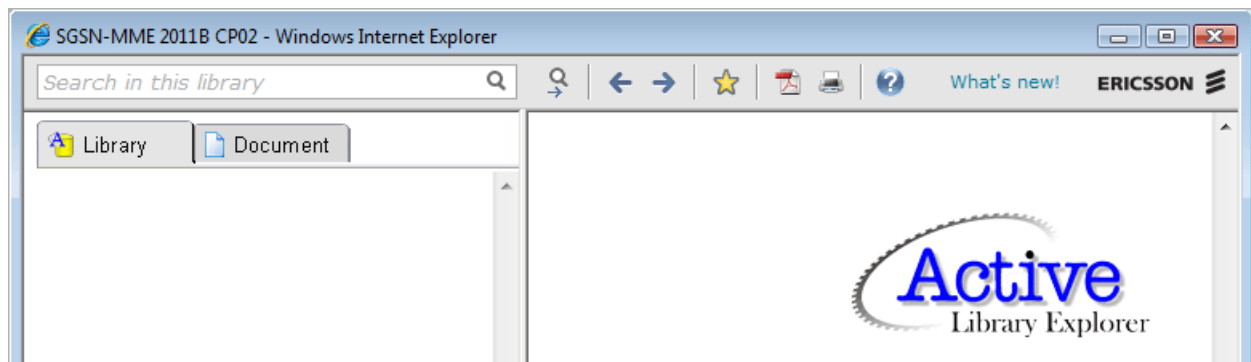 SGSN-MME 2011B CP02 - Windows Internet Explorer
Search in this library What's new! ERICSSON
Library Document
Active
Library Explorer